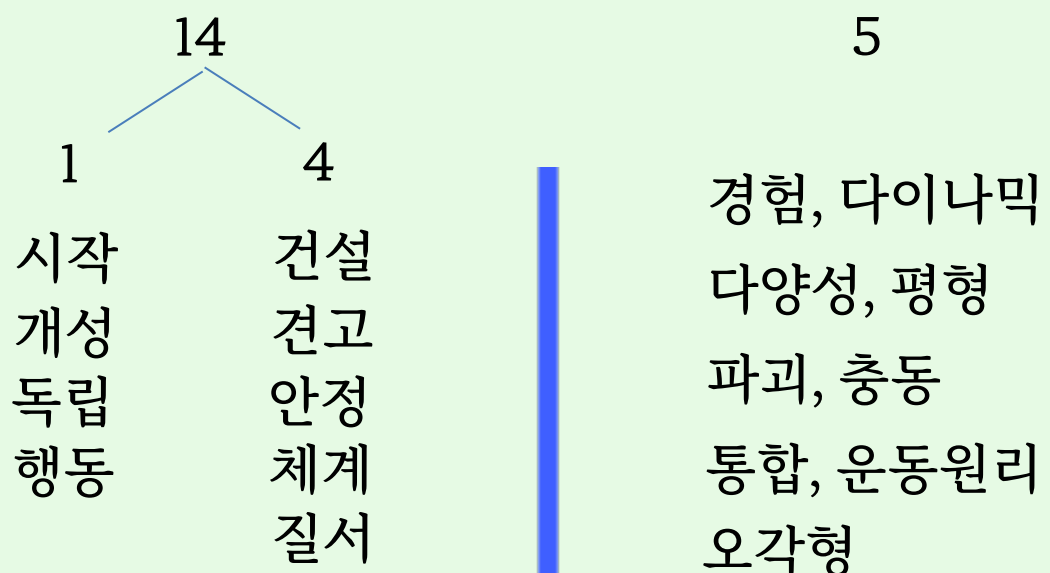 14
1
4
시작
개성
독립
행동
건설
견고
안정
체계
질서
5
경험, 다이나믹
다양성, 평형
파괴, 충동
통합, 운동원리
오각형